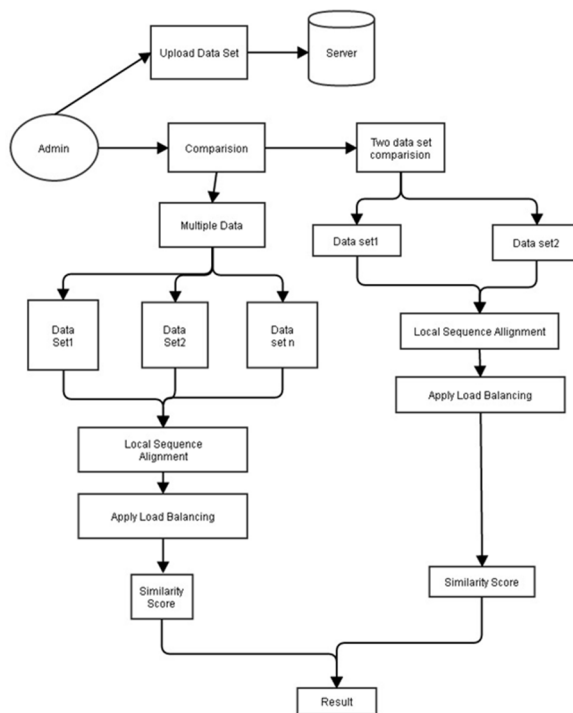 Upload Data Set
Server
Admin
Comparision
Two data set
comparision
Multiple Data
Data set1
Data set2
Data
Set1
Data
Set2
Data
set n
Local Sequence Allignment
Apply Load Balancing
Local Sequence
Alignment
Apply Load Balancing
Similarity
Score
Similarity Score
Result